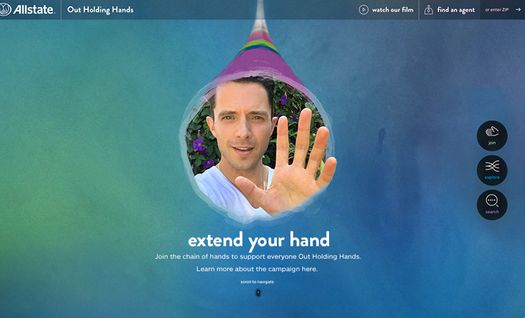 Allstate. Out Holding Hands watch our film find an agent or enter ZIP
join
explore
search
extend your hand
Join the chain of hands to support everyone Out Holding Hands.
Learn more about the campaign here.
scroll to navigate